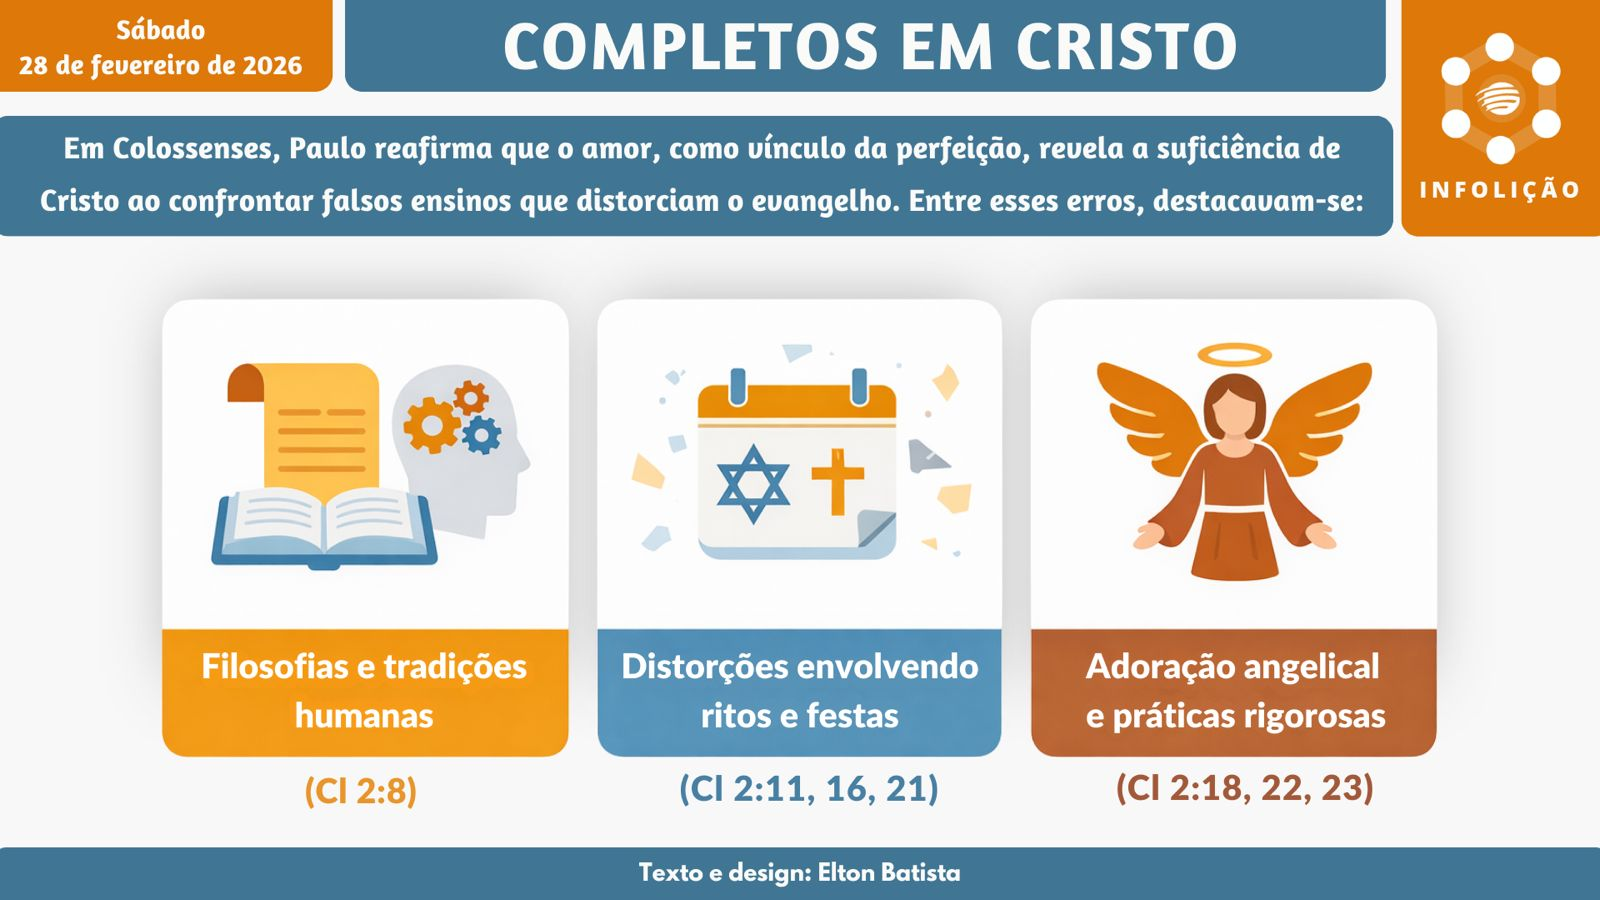 Sábado
28 de fevereiro de 2026
COMPLETOS EM CRISTO
INFOLIÇÃO
Em Colossenses, Paulo reafirma que o amor, como vínculo da perfeição, revela a suficiência de
Cristo ao confrontar falsos ensinos que distorciam o evangelho. Entre esses erros, destacavam-se:
Filosofias e tradições
humanas
(Cl 2:8)
Distorções envolvendo
ritos e festas
(Cl 2:11, 16, 21)
Adoração angelical
e práticas rigorosas
(Cl 2:18, 22, 23)
Texto e design: Elton Batista